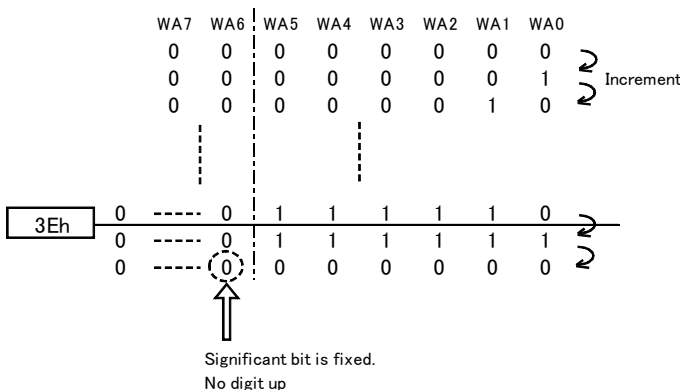 WA7 WA6 WA5 WA4 WA3 WA2 WA1 WA0
0 0 0 0 0 0 0 0
0 0 0 0 0 0 0 1 Increment
0 0 0 0 0 0 1 0
0 0 1 1 1 1 1 0
3Eh
0 0 1 1 1 1 1 1
0 0 0 0 0 0 0 0
Significant bit is fixed.
No digit up